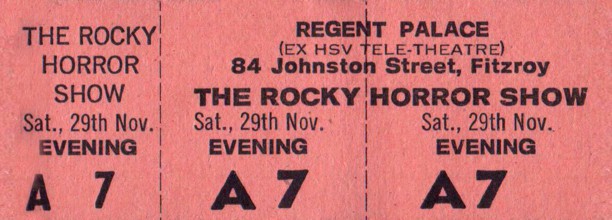 THE ROCKY
HORROR
SHOW
Sat., 29th Nov.
EVENING
A 7
REGENT PALACE
(EX HSV TELE-THEATRE)
84 Johnston Street, Fitzroy
THE ROCKY HORROR SHOW
Sat., 29th Nov. Sat., 29th Nov.
EVENING EVENING
A 7 A 7